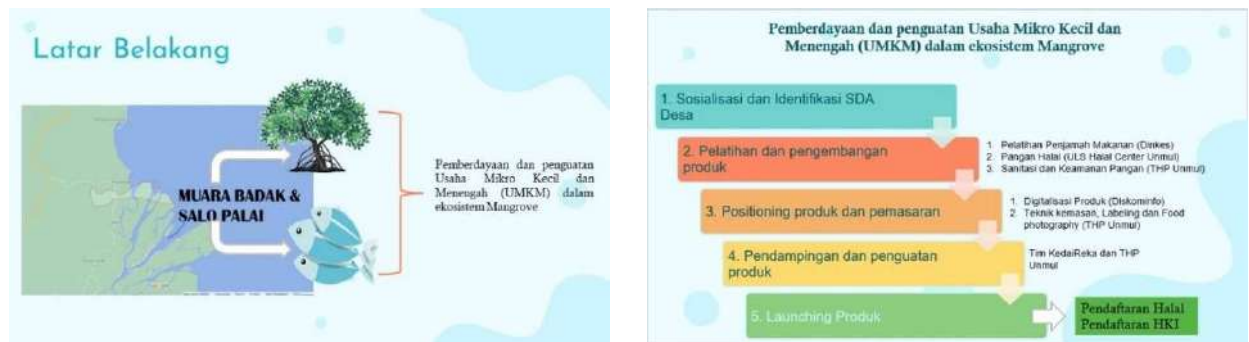 Latar Belakang
MUARA BADAK &
SALO PALAI
Pemberdayaan dan penguatan
Usaha Mikro Kecil dan
Menengah (UMKM) dalam
ekosistem Mangrove
Pemberdayaan dan penguatan Usaha Mikro Kecil dan
Menengah (UMKM) dalam ekosistem Mangrove
1. Sosialisasi dan Identifikasi SDA
Desa
2. Pelatihan dan pengembangan
produk
1. Pelatihan Penjamah Makanan (Dinkes)
2. Pangan Halal (ULS Halal Center Unmul)
3. Sanitasi dan Keamanan Pangan (THP Unmul)
3. Positioning produk dan pemasaran
1. Digitalisasi Produk (Diskominfo)
2. Teknik kemasan, Labeling dan Food
photography (THP Unmul)
4. Pendampingan dan penguatan
produk
Tim KedaiReka dan THP
Unmul
5. Launching Produk
Pendaftaran Halal
Pendaftaran HKI